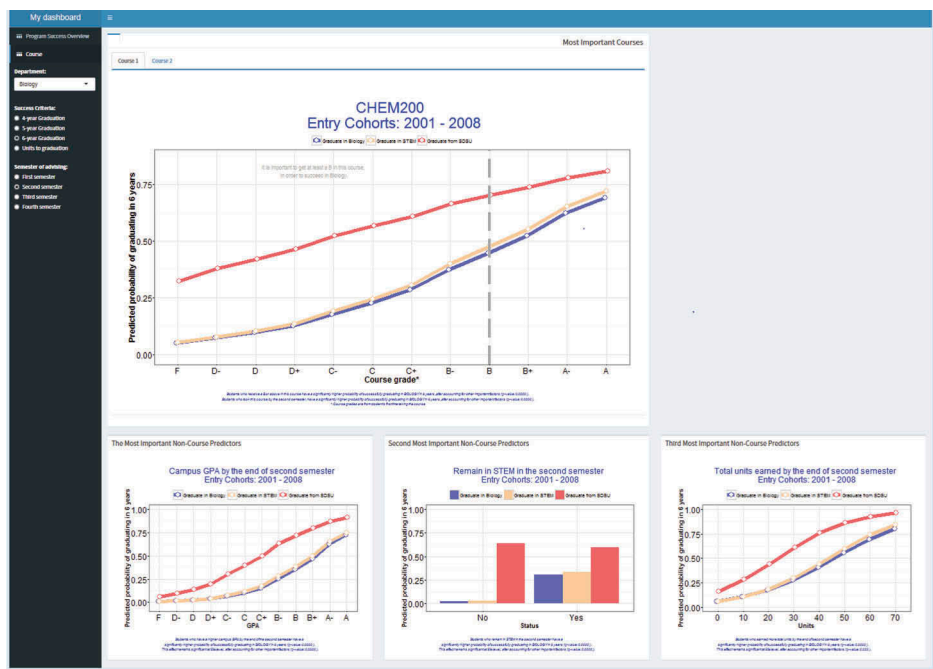 My dashboard
Program Success Overview
Course
Department:
Biology
Success Criteria:
4-year Graduation
5-year Graduation
6-year Graduation
Units to graduation
Semester of advising:
First semester
Second semester
Third semester
Fourth semester
Most Important Courses
Course 1 Course 2
CHEM200
Entry Cohorts: 2001 - 2008
Graduate in Biology Graduate in STEM Graduate from SDSU
It is important to get at least a B in this course,
in order to succeed in Biology.
Predicted probability of graduating in 6 years
0.75
0.50
0.25
0.00
F D- D D+ C- C C+ B- B B+ A- A
Course grade*
The Most Important Non-Course Predictors
Campus GPA by the end of second semester
Entry Cohorts: 2001 - 2008
Graduate in Biology Graduate in STEM Graduate from SDSU
Predicted probability of graduating in 6 years
1.00
0.75
0.50
0.25
0.00
F D- D D+ C- C C+ B- B B+ A- A
GPA
Second Most Important Non-Course Predictors
Remain in STEM in the second semester
Entry Cohorts: 2001 - 2008
Graduate in Biology Graduate in STEM Graduate from SDSU
Predicted probability of graduating in 6 years
1.00
0.75
0.50
0.25
0.00
No Yes
Status
Third Most Important Non-Course Predictors
Total units earned by the end of second semester
Entry Cohorts: 2001 - 2008
Graduate in Biology Graduate in STEM Graduate from SDSU
Predicted probability of graduating in 6 years
1.00
0.75
0.50
0.25
0.00
0 10 20 30 40 50 60 70
Units